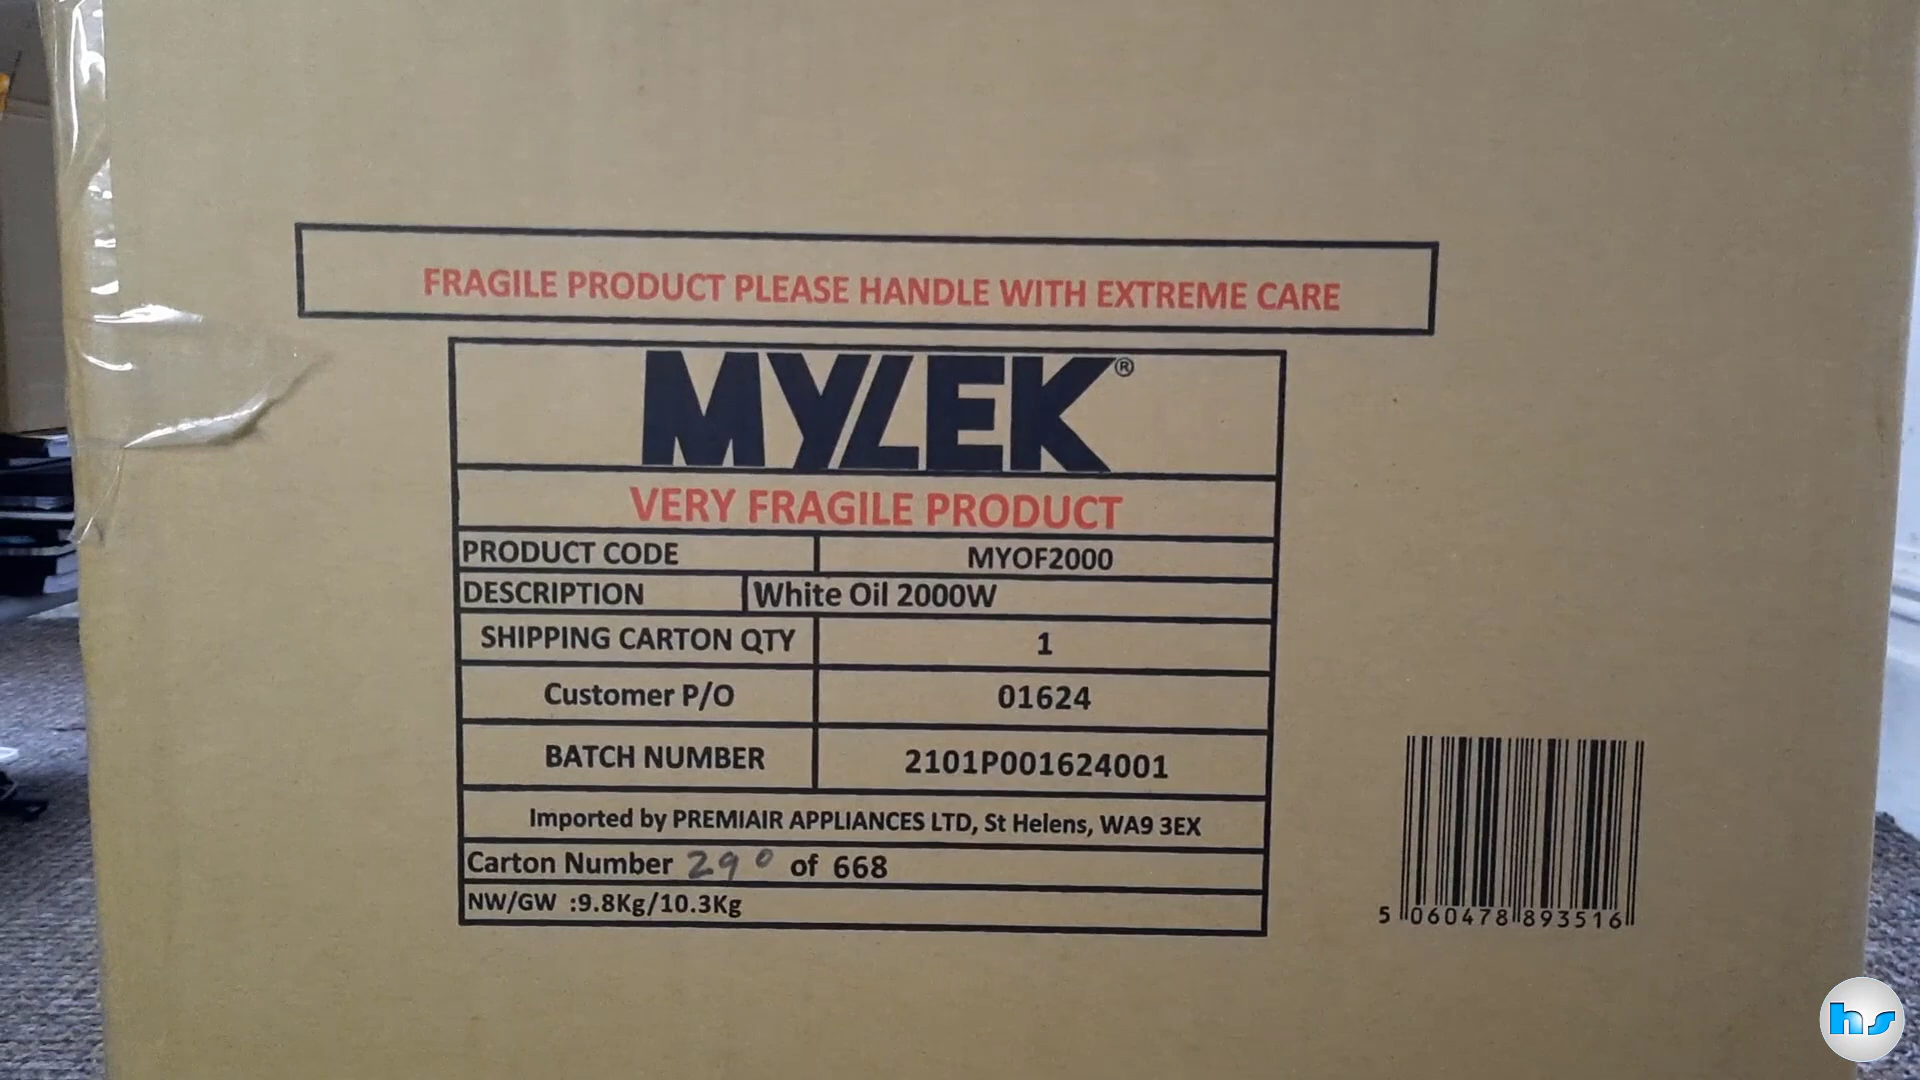 FRAGILE PRODUCT PLEASE HANDLE WITH EXTREME CARE
MYLEK®
VERY FRAGILE PRODUCT
PRODUCT CODE MYOF2000
DESCRIPTION White Oil 2000W
SHIPPING CARTON QTY 1
Customer P/O 01624
BATCH NUMBER 2101P001624001
Imported by PREMIAIR APPLIANCES LTD, St Helens, WA9 3EX
Carton Number 290 of 668
NW/GW :9.8Kg/10.3Kg
5 060478 893516
hs